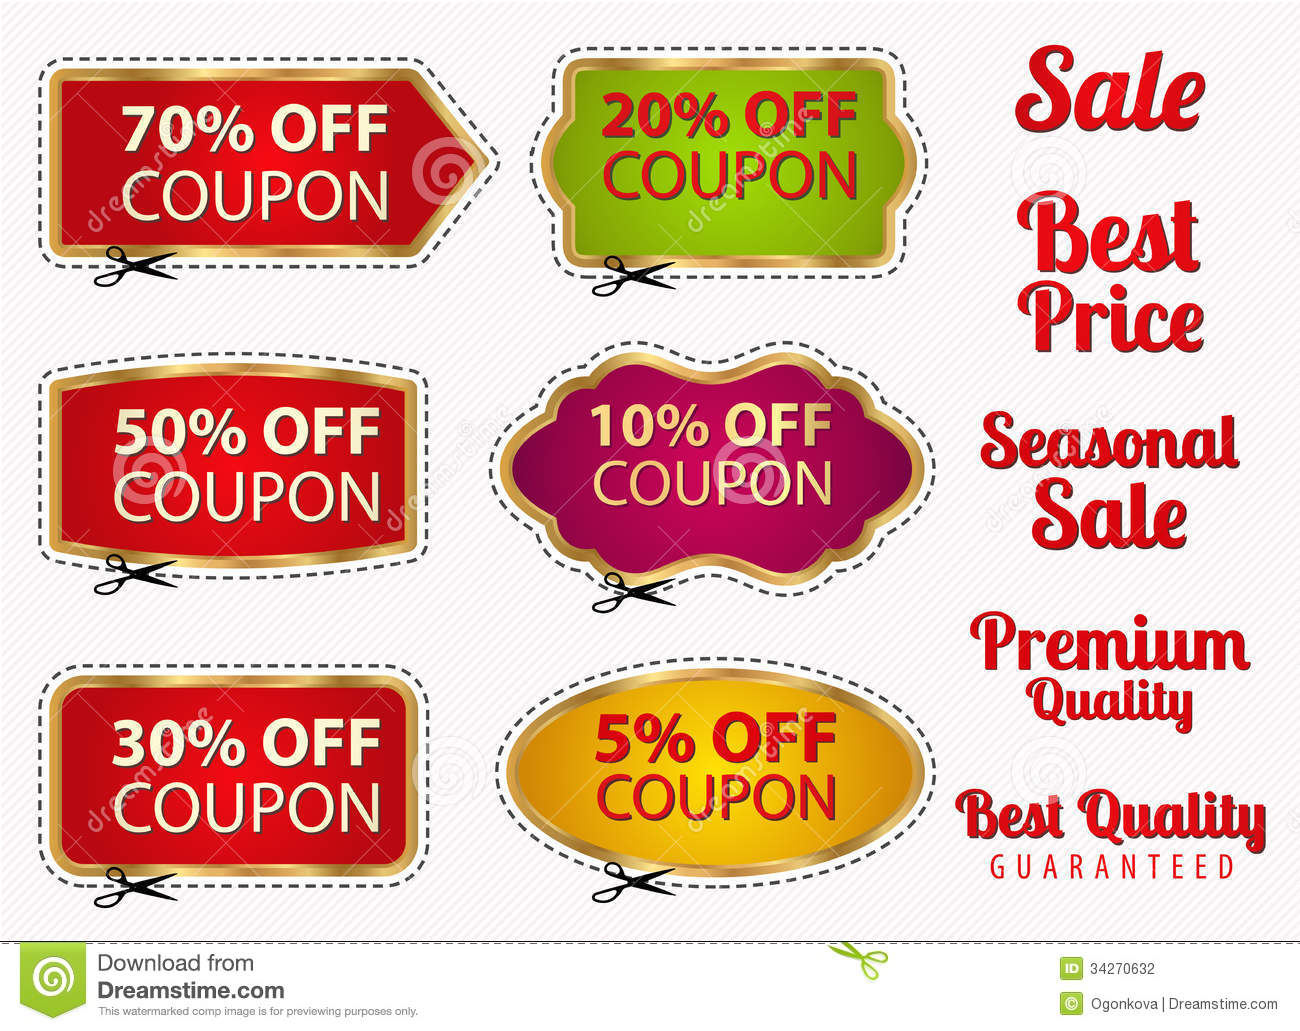 70% OFF
COUPON
20% OFF
COUPON
Sale
Best
Price
50% OFF
COUPON
10% OFF
COUPON
Seasonal
Sale
30% OFF
COUPON
5% OFF
COUPON
Premium
Quality
Best Quality
GUARANTEED
Download from
Dreamstime.com
This watermarked comp image is for previewing purposes only.
ID 34270632
© Ogonkova | Dreamstime.com